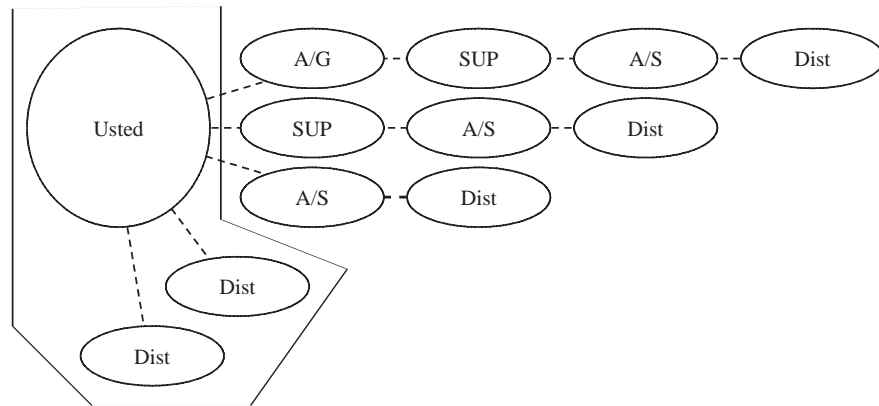 A/G SUP A/S Dist
Usted SUP A/S Dist
A/S Dist
Dist
Dist